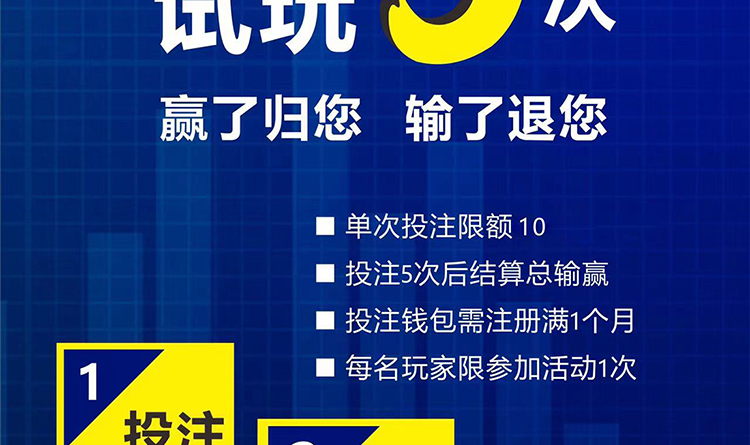 试玩5次
赢了归您 输了退您
■ 单次投注限额 10
■ 投注5次后结算总输赢
■ 投注钱包需注册满1个月
■ 每名玩家限参加活动1次
1
投注